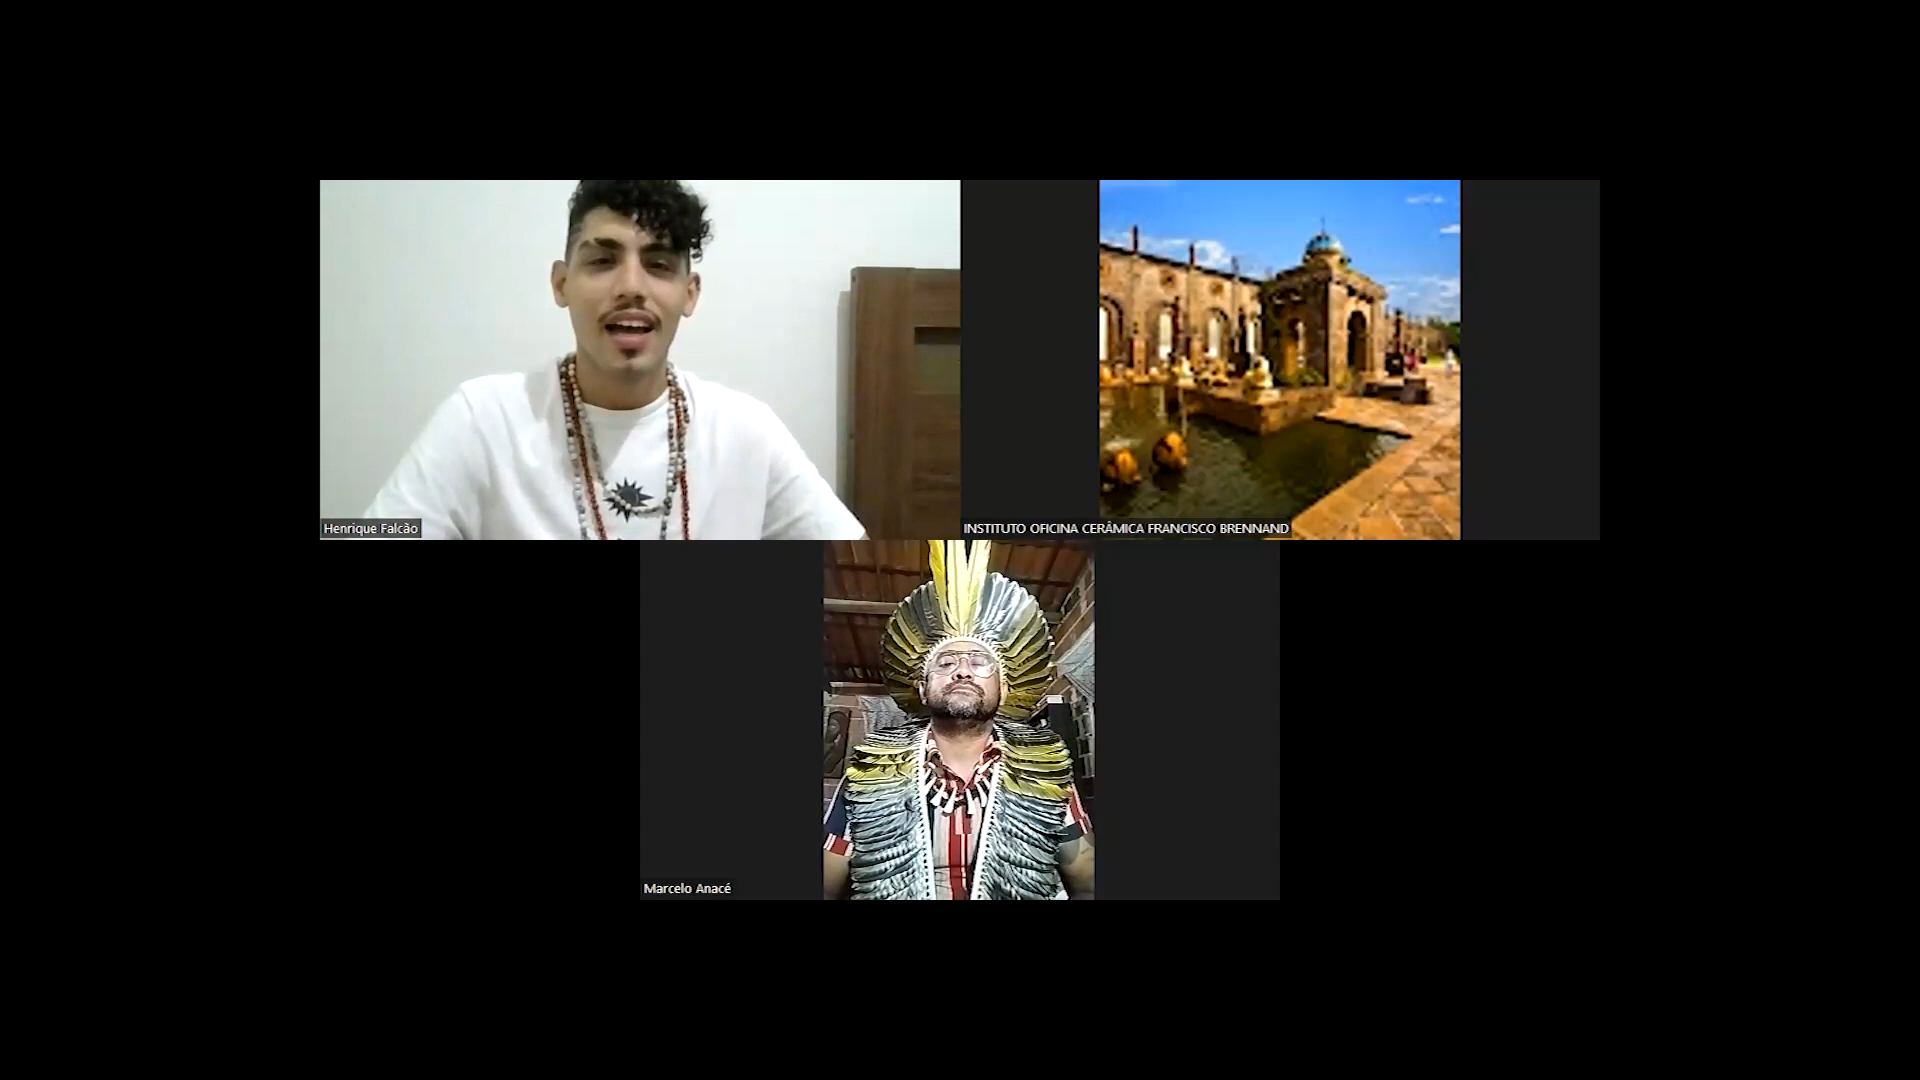 Henrique Falcão
INSTITUTO OFICINA CERÂMICA FRANCISCO BRENNAND
Marcelo Anacé